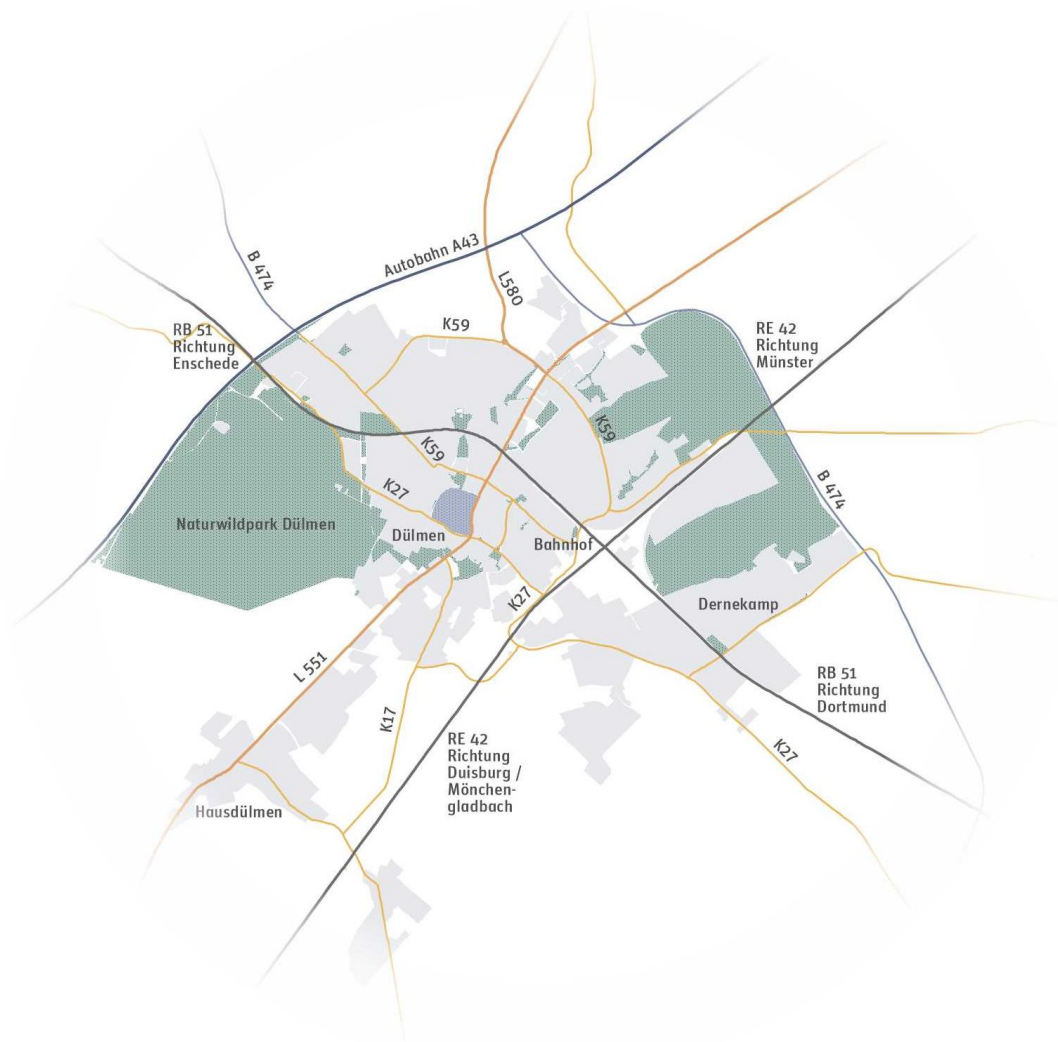 Autobahn A43
B 474
L580
K59
RB 51
Richtung
Enschede
RE 42
Richtung
Münster
K59
K59
K27
B 474
Naturwildpark Dülmen
Dülmen
Bahnhof
K27
Dernekamp
L 551
RB 51
Richtung
Dortmund
K17
RE 42
Richtung
Duisburg /
Mönchen-
gladbach
K27
Hausdülmen